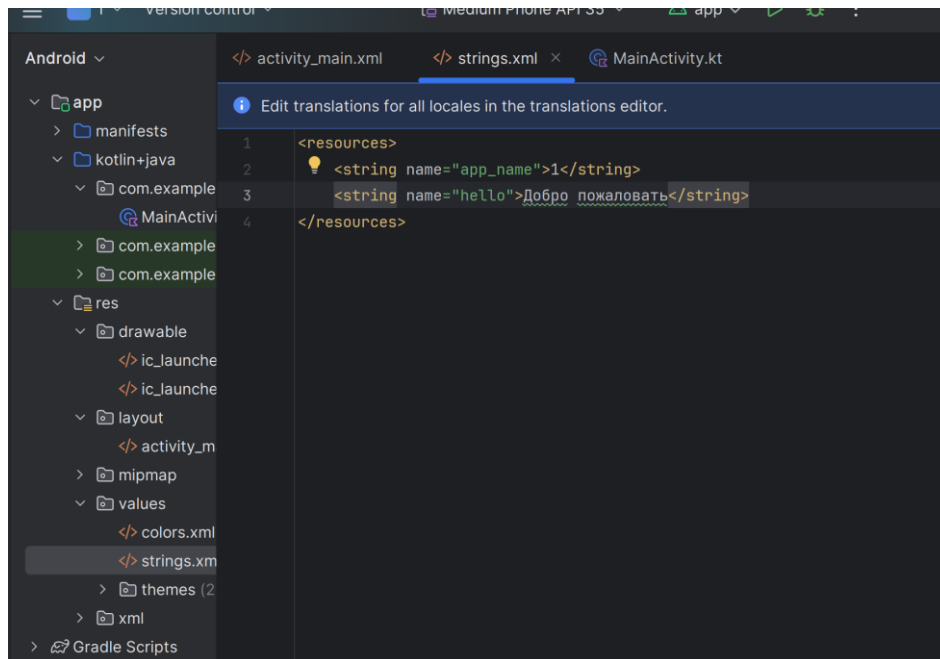 Version control
Medium Phone API 35
app
Android
activity_main.xml
strings.xml
MainActivity.kt
app
manifests
kotlin+java
com.example
MainActivi
com.example
com.example
res
drawable
ic_launche
ic_launche
layout
activity_m
mipmap
values
colors.xml
strings.xm
themes (2
xml
Gradle Scripts
Edit translations for all locales in the translations editor.
1 <resources>
2 <string name="app_name">1</string>
3 <string name="hello">Добро пожаловать</string>
4 </resources>